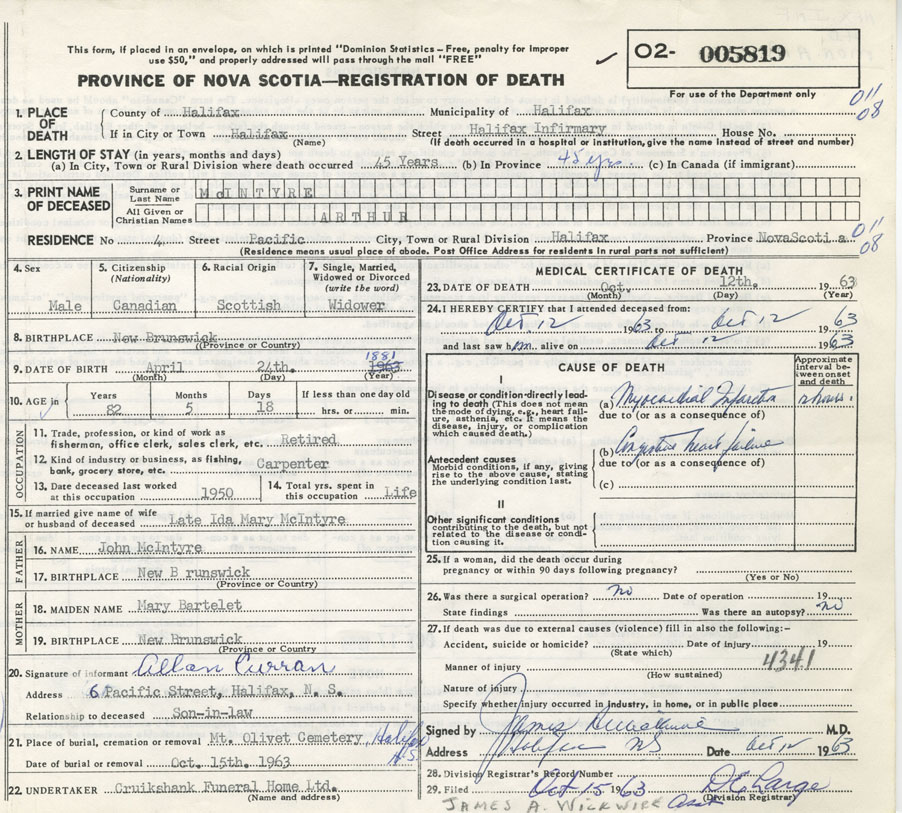 This form, if placed in an envelope, on which is printed "Dominion Statistics – Free, penalty for improper
use $50," and properly addressed will pass through the mail "FREE"
PROVINCE OF NOVA SCOTIA—REGISTRATION OF DEATH
✓
O2- 005819
For use of the Department only
011
08
1. PLACE OF DEATH
County of Halifax Municipality of Halifax
If in City or Town Halifax Street Halifax Infirmary House No.
(Name) (If death occurred in a hospital or institution, give the name instead of street and number)
2. LENGTH OF STAY (in years, months and days)
(a) In City, Town or Rural Division where death occurred 45 Years (b) In Province 45 yrs. (c) In Canada (if immigrant)
3. PRINT NAME OF DECEASED
Surname or Last Name McINTYRE
All Given or Christian Names ARTHUR
RESIDENCE No 4 Street Pacific City, Town or Rural Division Halifax Province NovaScoti a
011
08
(Residence means usual place of abode. Post Office Address for residents in rural parts not sufficient)
4. Sex
Male
5. Citizenship
(Nationality)
Canadian
6. Racial Origin
Scottish
7. Single, Married,
Widowed or Divorced
(write the word)
Widower
8. BIRTHPLACE New Brunswick
(Province or Country)
1881
9. DATE OF BIRTH April 24th. 1963
(Month) (Day) (Year)
10. AGE in
Years Months Days If less than one day old
82 5 18 hrs. or min.
OCCUPATION
11. Trade, profession, or kind of work as
fisherman, office clerk, sales clerk, etc. Retired
12. Kind of industry or business, as fishing,
bank, grocery store, etc. Carpenter
13. Date deceased last worked
at this occupation 1950
14. Total yrs. spent in
this occupation Life
15. If married give name of wife
or husband of deceased Late Ida Mary McIntyre
FATHER
16. NAME John McIntyre
17. BIRTHPLACE New B runswick
(Province or Country)
MOTHER
18. MAIDEN NAME Mary Bartelet
19. BIRTHPLACE New Brunswick
(Province or Country)
20. Signature of informant Allan Curran
Address 6 Pacific Street, Halifax, N. S.
Relationship to deceased Son-in-law
21. Place of burial, cremation or removal Mt. Olivet Cemetery, Halifax
N.S.
Date of burial or removal Oct. 15th. 1963
22. UNDERTAKER Cruikshank Funeral Home Ltd.
(Name and address)
MEDICAL CERTIFICATE OF DEATH
23. DATE OF DEATH Oct. 12th. 1963
(Month) (Day) (Year)
24. I HEREBY CERTIFY that I attended deceased from:
Oct 12 1963 to Oct 12 1963
and last saw him alive on Oct 12 1963
CAUSE OF DEATH
Approximate
interval be-
tween onset
and death
I
Disease or condition directly lead-
ing to death (This does not mean
the mode of dying, e.g., heart fail-
ure, asthenia, etc. It means the
disease, injury, or complication
which caused death.)
(a) Myocardial Infarction hours.
due to (or as a consequence of)
Antecedent causes
Morbid conditions, if any, giving
rise to the above cause, stating
the underlying condition last.
(b) Congestive heart failure
due to (or as a consequence of)
(c)
II
Other significant conditions
contributing to the death, but not
related to the disease or condi-
tion causing it.
25. If a woman, did the death occur during
pregnancy or within 90 days following pregnancy?
(Yes or No)
26. Was there a surgical operation? no Date of operation 19
State findings Was there an autopsy? no
27. If death was due to external causes (violence) fill in also the following:–
Accident, suicide or homicide? Date of injury 19
(State which)
4341
Manner of injury
(How sustained)
Nature of injury
Specify whether injury occurred in industry, in home, or in public place
Signed by James M.D.
Address Halifax NS Date Oct 12 1963
28. Division Registrar's Record Number
29. Filed Oct 15 1963
(Division Registrar)
JAMES A. WICKWIRE